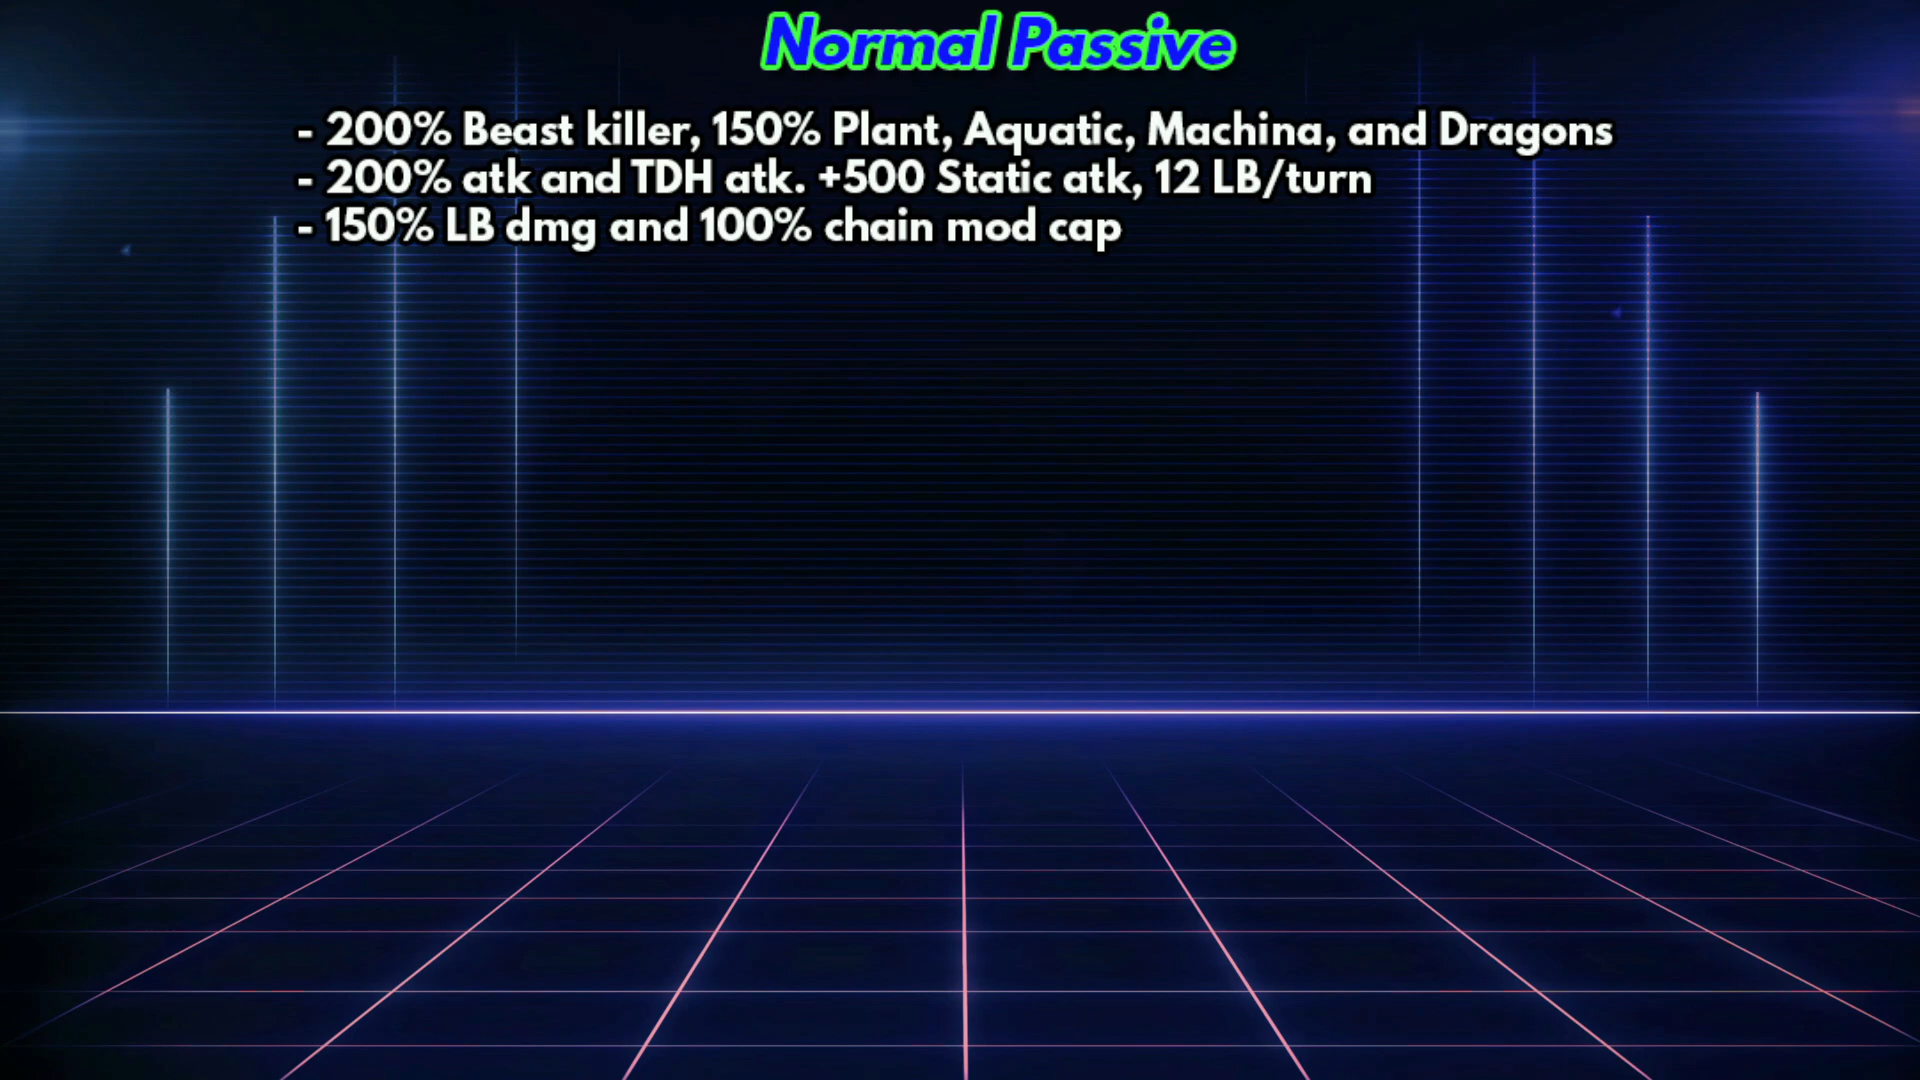 Normal Passive
- 200% Beast killer, 150% Plant, Aquatic, Machina, and Dragons
- 200% atk and TDH atk. +500 Static atk, 12 LB/turn
- 150% LB dmg and 100% chain mod cap